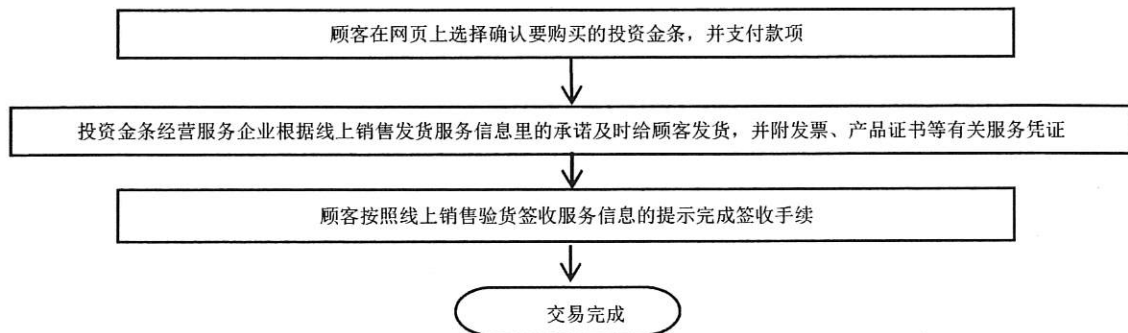 顾客在网页上选择确认要购买的投资金条，并支付款项
投资金条经营服务企业根据线上销售发货服务信息里的承诺及时给顾客发货，并附发票、产品证书等有关服务凭证
顾客按照线上销售验货签收服务信息的提示完成签收手续
交易完成